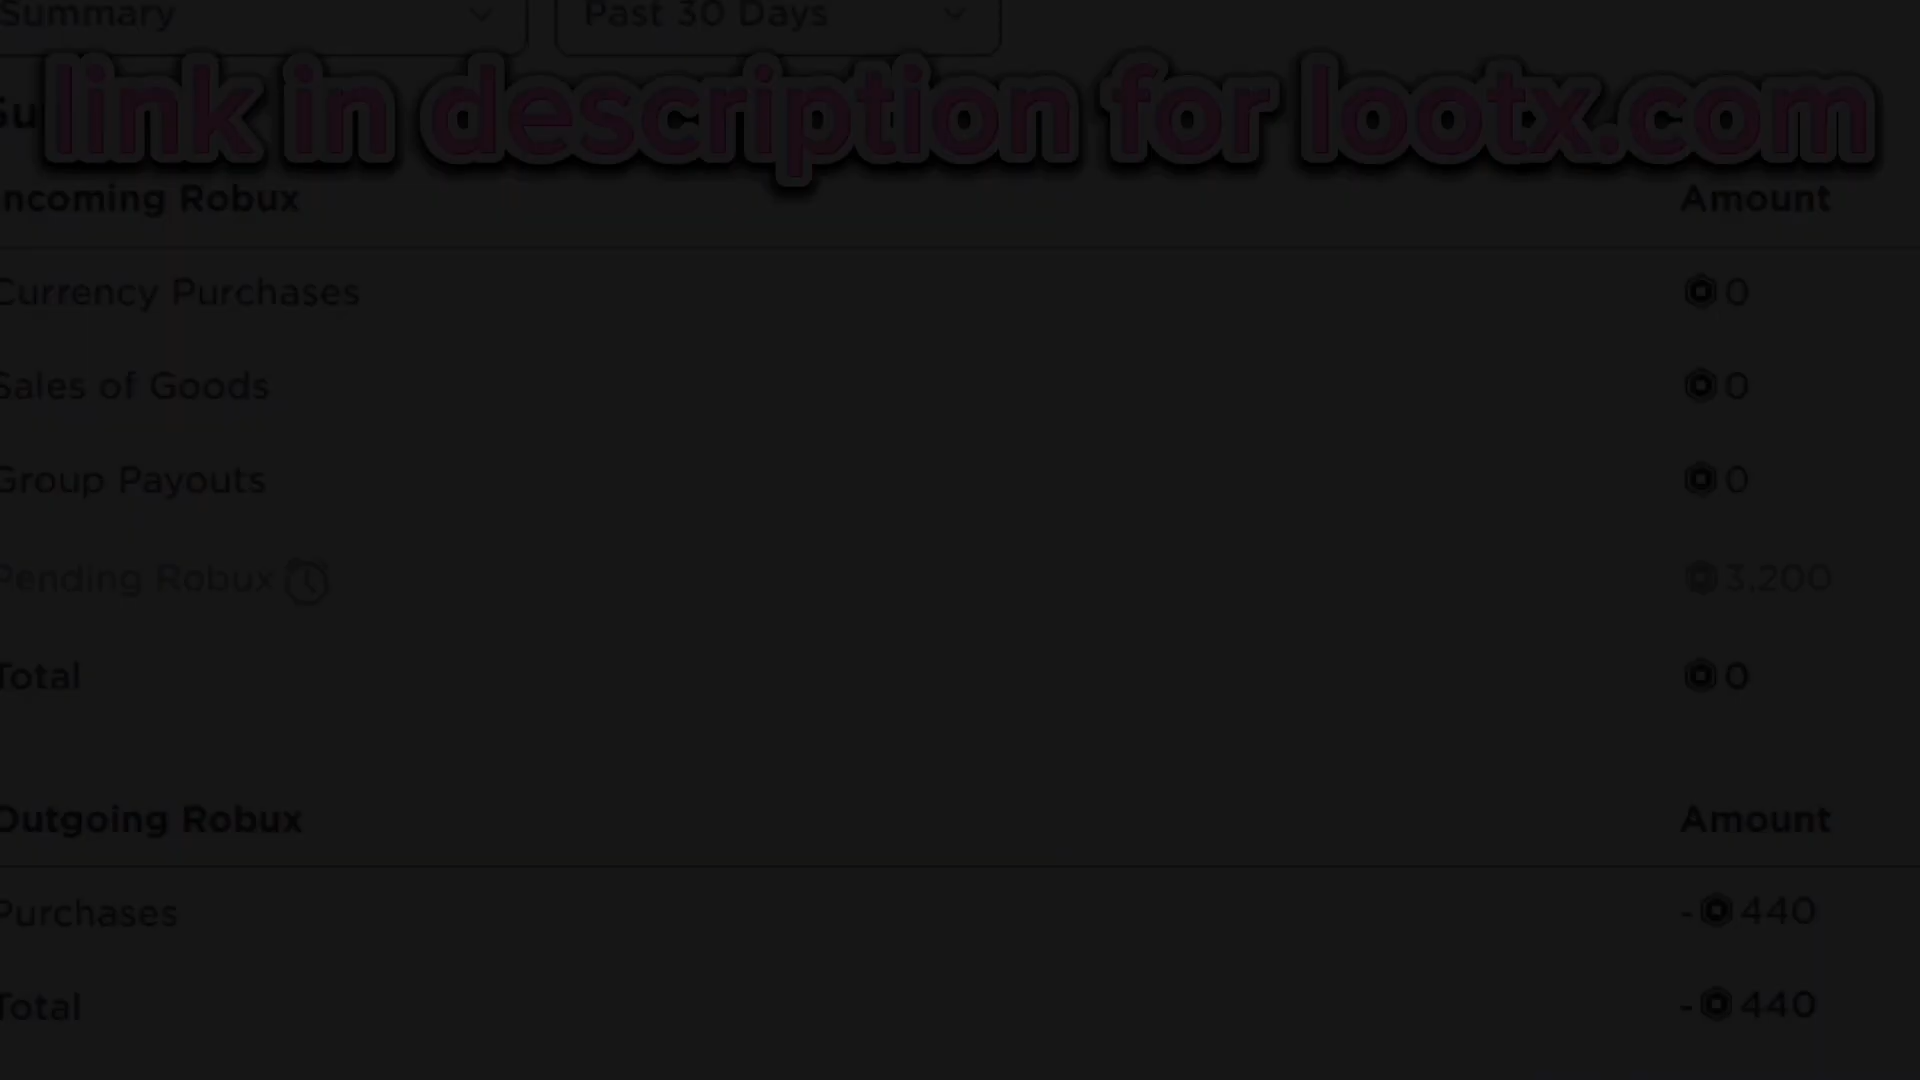 Summary Past 30 Days
link in description for lootx.com
Su
Incoming Robux Amount
Currency Purchases 0
Sales of Goods 0
Group Payouts 0
Pending Robux 3,200
Total 0
Outgoing Robux Amount
Purchases -440
Total -440